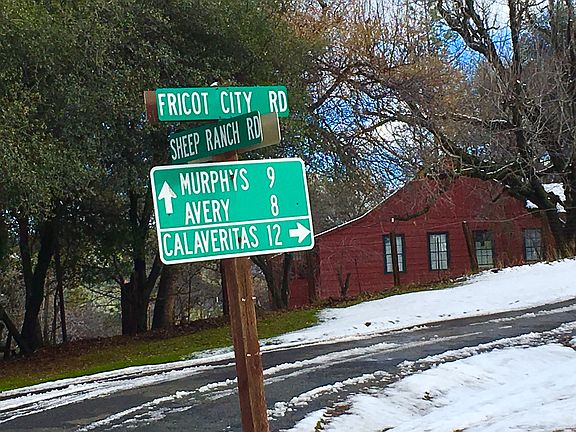 FRICOT CITY RD
SHEEP RANCH RD
MURPHYS 9
AVERY 8
CALAVERITAS 12